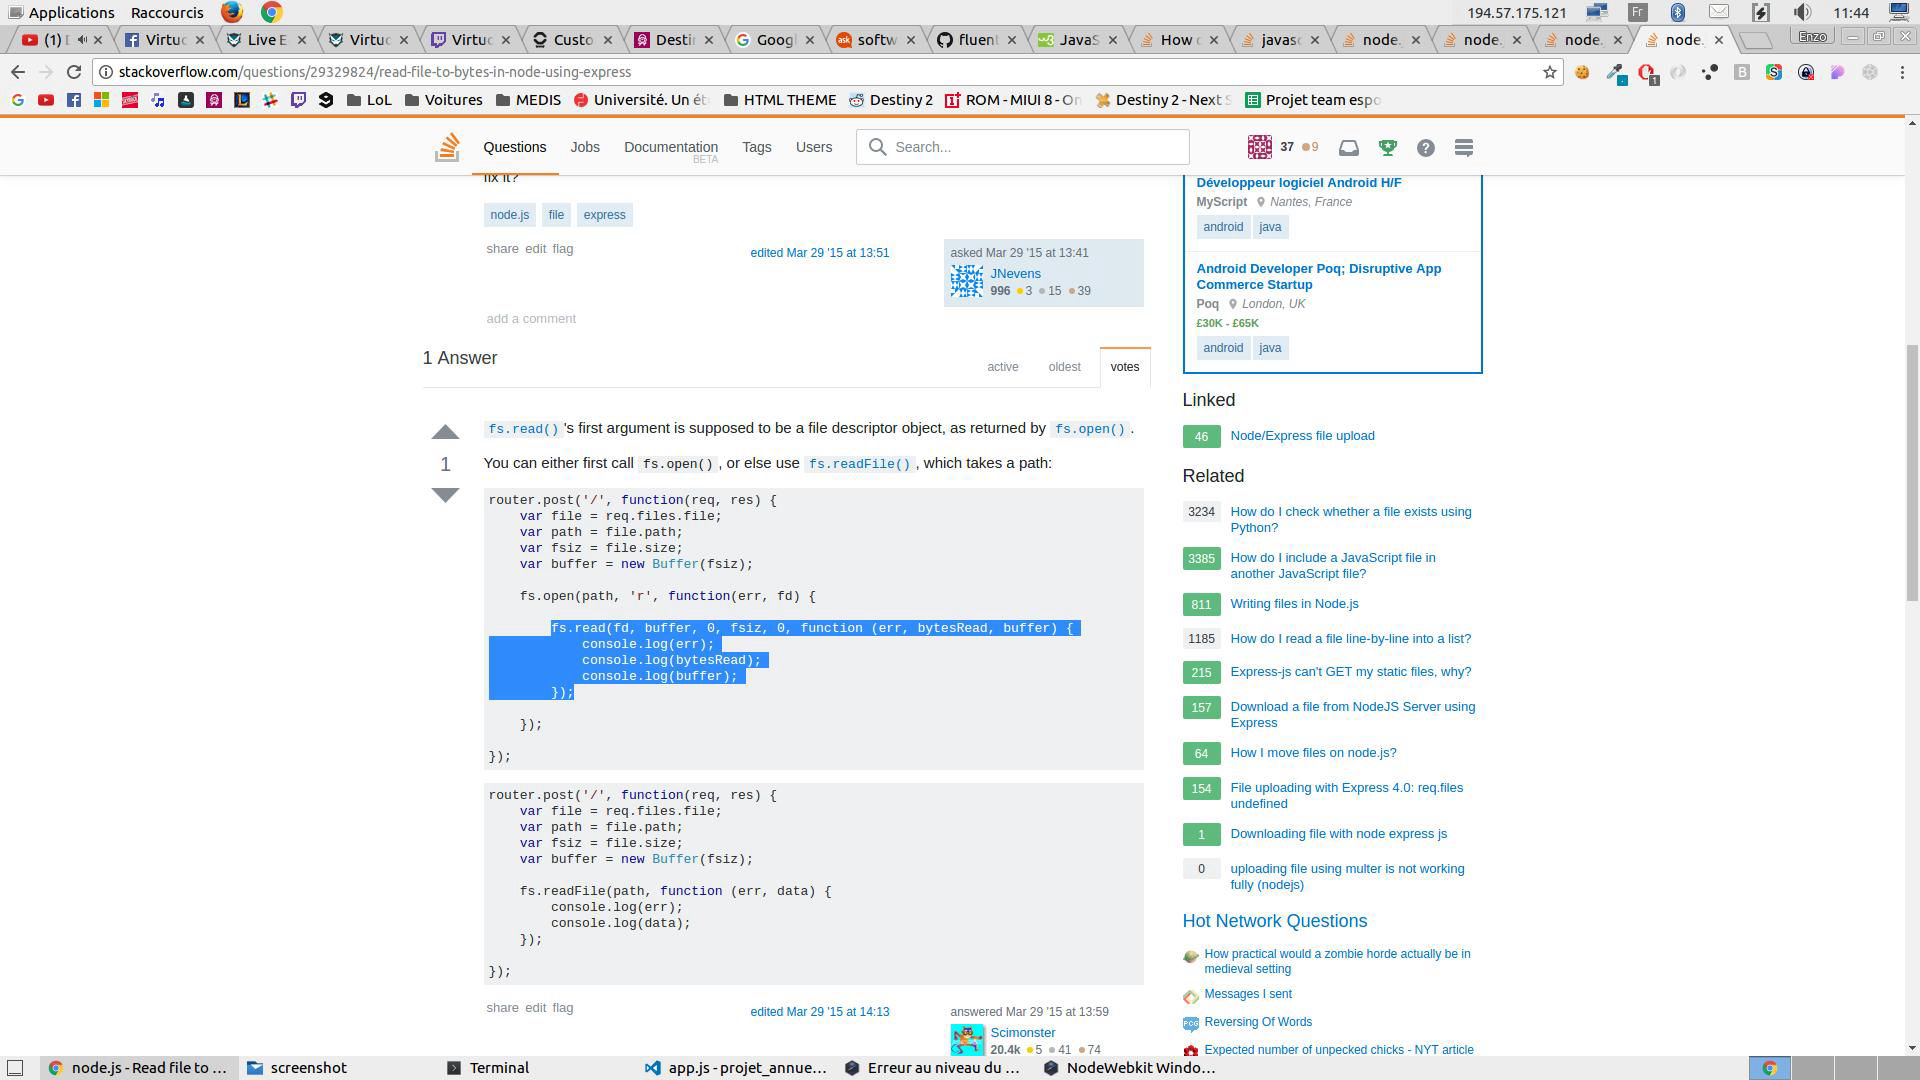 Applications Raccourcis 194.57.175.121 Fr 11:44
(1) Virtu Live E Virtu Virtu Custo Desti Googl softw fluent JavaS How javasc node. node. node. node. Enzo
stackoverflow.com/questions/29329824/read-file-to-bytes-in-node-using-express
LoL Voitures MEDIS Université. Un ét HTML THEME Destiny 2 ROM - MIUI 8 - On Destiny 2 - Next Projet team espo
Questions Jobs Documentation Tags Users Search... 37 9
BETA
fix it?
node.js file express
share edit flag edited Mar 29 '15 at 13:51 asked Mar 29 '15 at 13:41
JNevens
996 3 15 39
add a comment
1 Answer
active oldest votes
fs.read()'s first argument is supposed to be a file descriptor object, as returned by fs.open().
1
You can either first call fs.open(), or else use fs.readFile(), which takes a path:
router.post('/', function(req, res) {
var file = req.files.file;
var path = file.path;
var fsiz = file.size;
var buffer = new Buffer(fsiz);
fs.open(path, 'r', function(err, fd) {
fs.read(fd, buffer, 0, fsiz, 0, function (err, bytesRead, buffer) {
console.log(err);
console.log(bytesRead);
console.log(buffer);
});
});
});
router.post('/', function(req, res) {
var file = req.files.file;
var path = file.path;
var fsiz = file.size;
var buffer = new Buffer(fsiz);
fs.readFile(path, function (err, data) {
console.log(err);
console.log(data);
});
});
share edit flag edited Mar 29 '15 at 14:13 answered Mar 29 '15 at 13:59
Scimonster
20.4k 5 41 74
Développeur logiciel Android H/F
MyScript Nantes, France
android java
Android Developer Poq; Disruptive App
Commerce Startup
Poq London, UK
£30K - £65K
android java
Linked
46 Node/Express file upload
Related
3234 How do I check whether a file exists using
Python?
3385 How do I include a JavaScript file in
another JavaScript file?
811 Writing files in Node.js
1185 How do I read a file line-by-line into a list?
215 Express-js can't GET my static files, why?
157 Download a file from NodeJS Server using
Express
64 How I move files on node.js?
154 File uploading with Express 4.0: req.files
undefined
1 Downloading file with node express js
0 uploading file using multer is not working
fully (nodejs)
Hot Network Questions
How practical would a zombie horde actually be in
medieval setting
Messages I sent
Reversing Of Words
Expected number of unpecked chicks - NYT article
node.js - Read file to ... screenshot Terminal app.js - projet_annue... Erreur au niveau du ... NodeWebkit Windo...